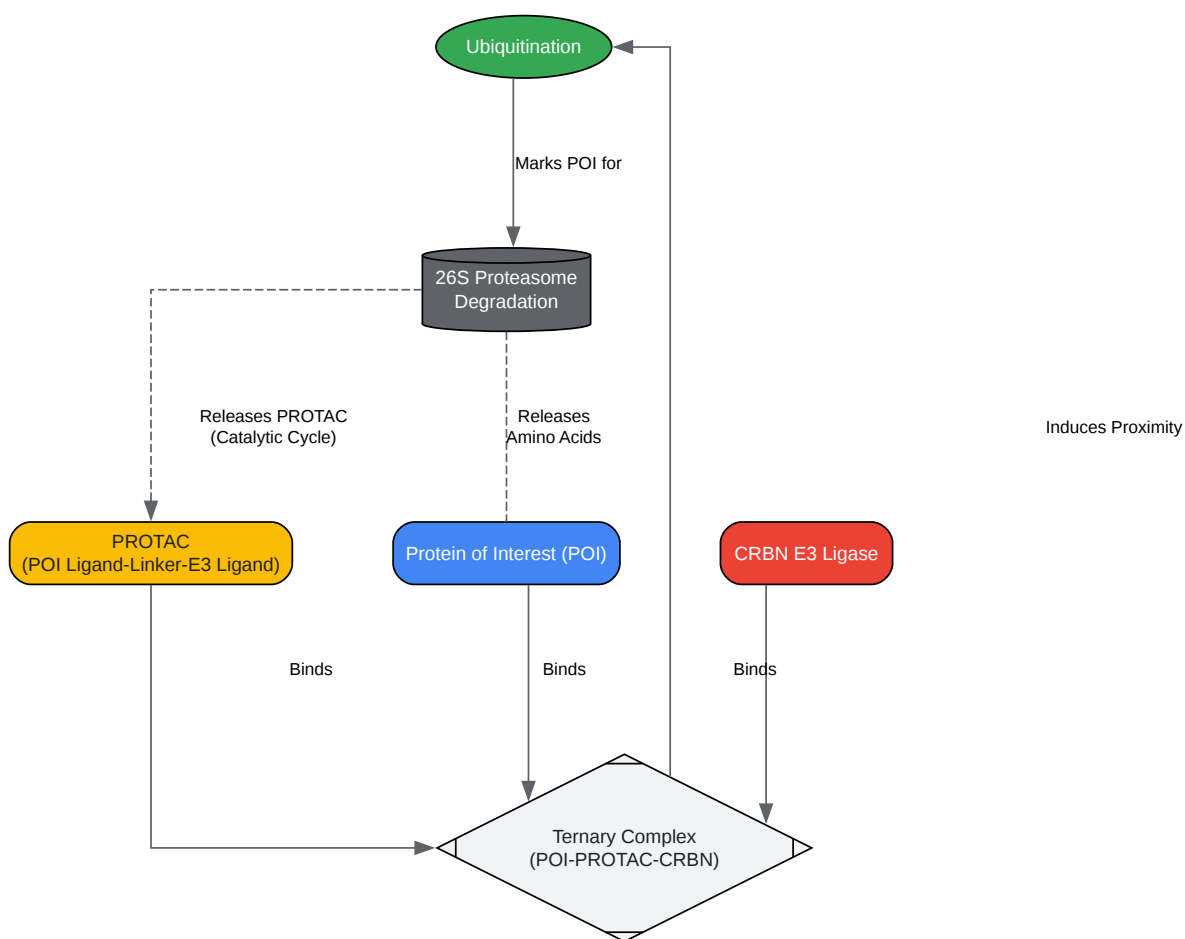 Ubiquitination
Marks POI for
26S Proteasome
Degradation
Releases PROTAC
(Catalytic Cycle)
Releases
Amino Acids
Induces Proximity
PROTAC
(POI Ligand-Linker-E3 Ligand)
Protein of Interest (POI)
CRBN E3 Ligase
Binds
Binds
Binds
Ternary Complex
(POI-PROTAC-CRBN)